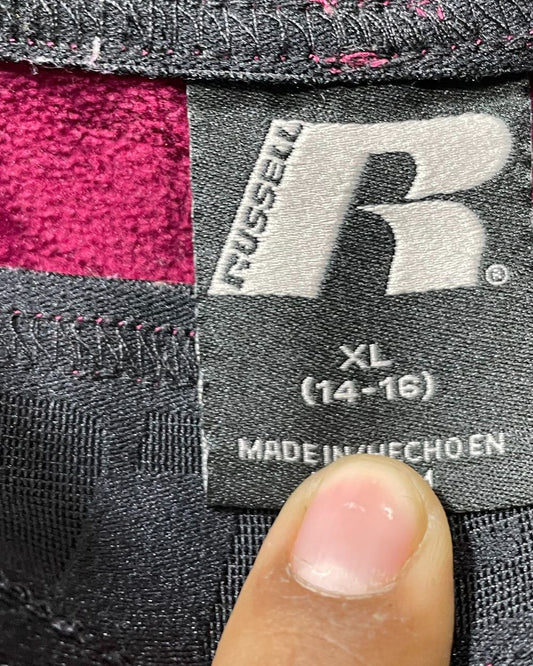 RUSSELL
R®
XL
(14-16)
MADE IN/HECHO EN